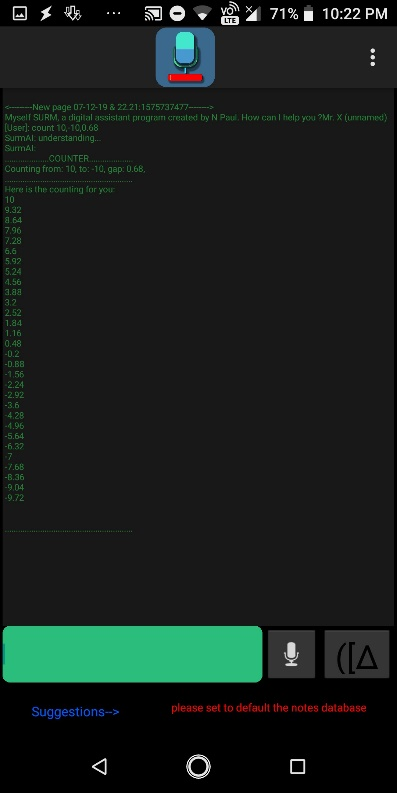 VO))
LTE
71%
10:22 PM
<--------New page 07-12-19 & 22.21:1575737477-------->
Myself SURM, a digital assistant program created by N Paul. How can I help you ?Mr. X (unnamed)
[User]: count 10,-10,0.68
SurmAI: understanding...
SurmAI:
.....................COUNTER.....................
Counting from: 10, to: -10, gap: 0.68,
.............................................................
Here is the counting for you:
10
9.32
8.64
7.96
7.28
6.6
5.92
5.24
4.56
3.88
3.2
2.52
1.84
1.16
0.48
-0.2
-0.88
-1.56
-2.24
-2.92
-3.6
-4.28
-4.96
-5.64
-6.32
-7
-7.68
-8.36
-9.04
-9.72
.............................................................
([Δ
Suggestions-->
please set to default the notes database